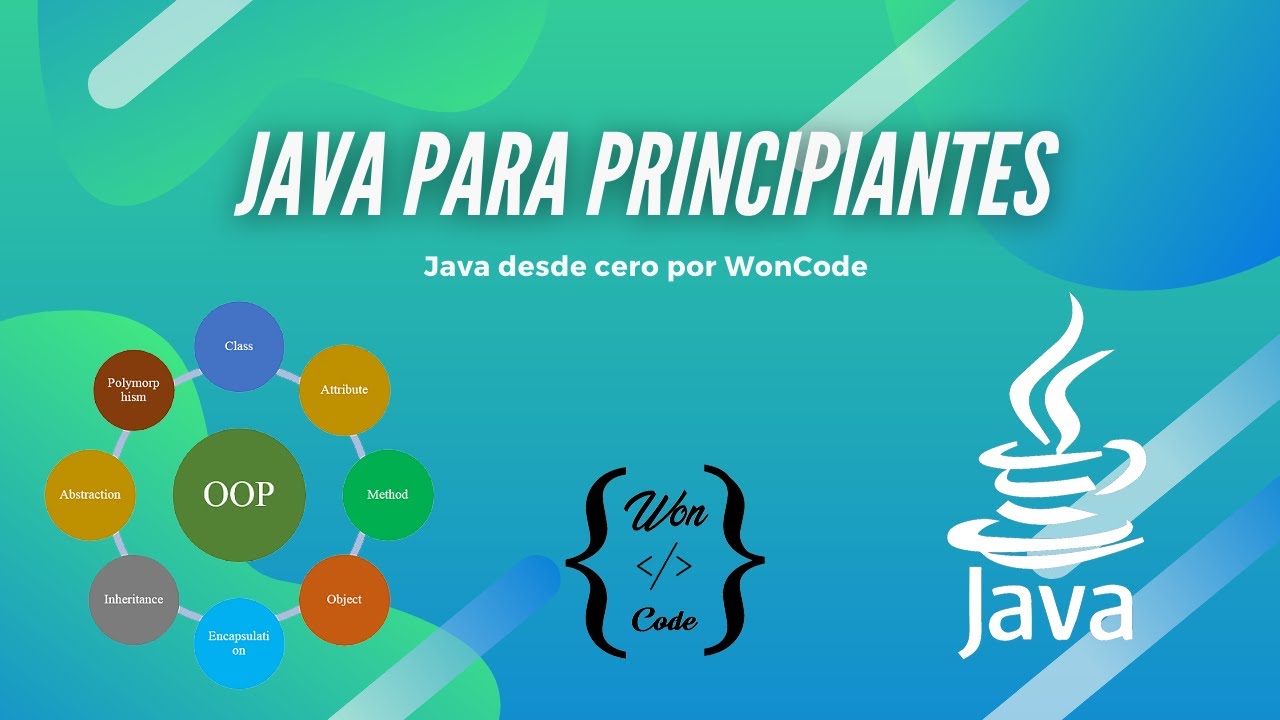 JAVA PARA PRINCIPIANTES
Java desde cero por WonCode
Class
Attribute
Polymorp
hism
OOP
Abstraction
Method
Inheritance
Object
Encapsulati
on
Won
</>
Code
Java